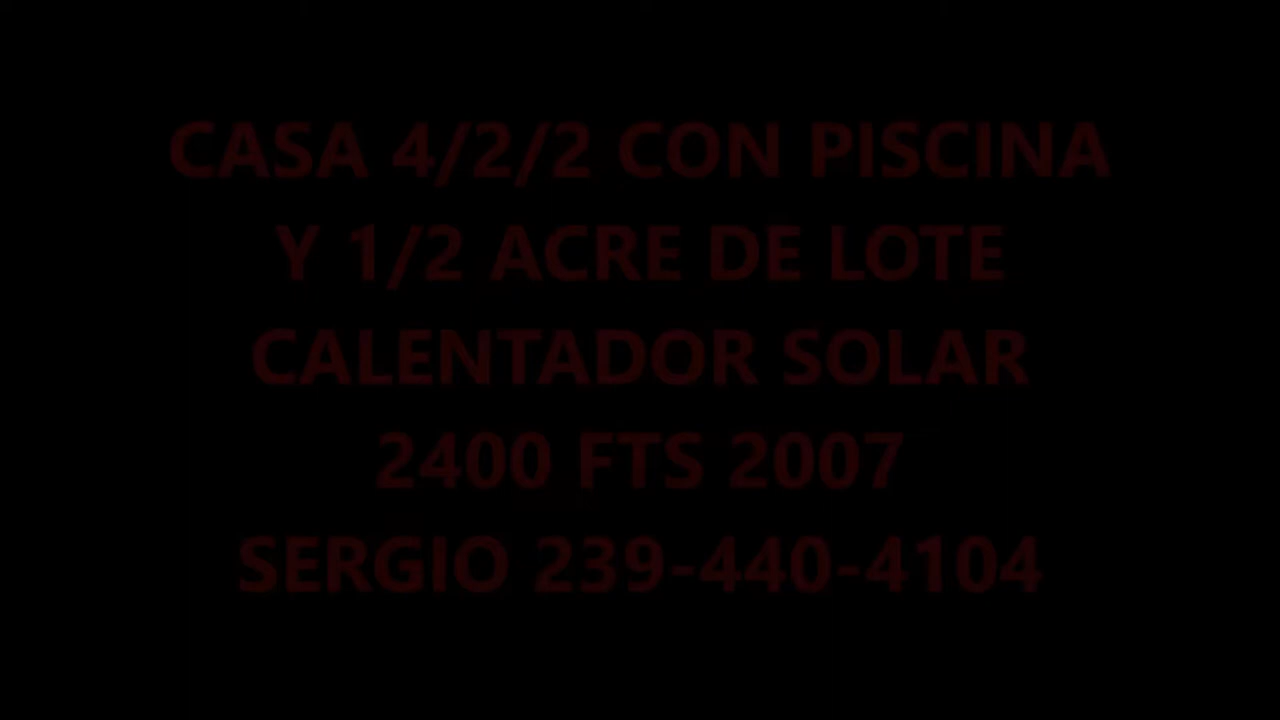 CASA 4/2/2 CON PISCINA
Y 1/2 ACRE DE LOTE
CALENTADOR SOLAR
2400 FTS 2007
SERGIO 239-440-4104